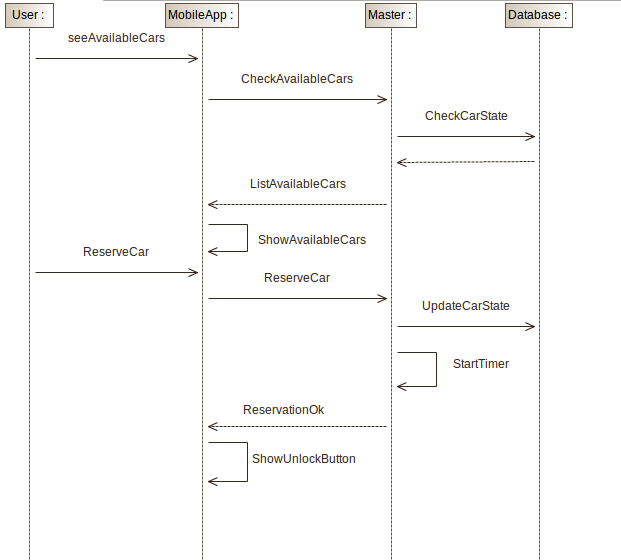 User :
MobileApp :
Master :
Database :
seeAvailableCars
CheckAvailableCars
CheckCarState
ListAvailableCars
ShowAvailableCars
ReserveCar
ReserveCar
UpdateCarState
StartTimer
ReservationOk
ShowUnlockButton